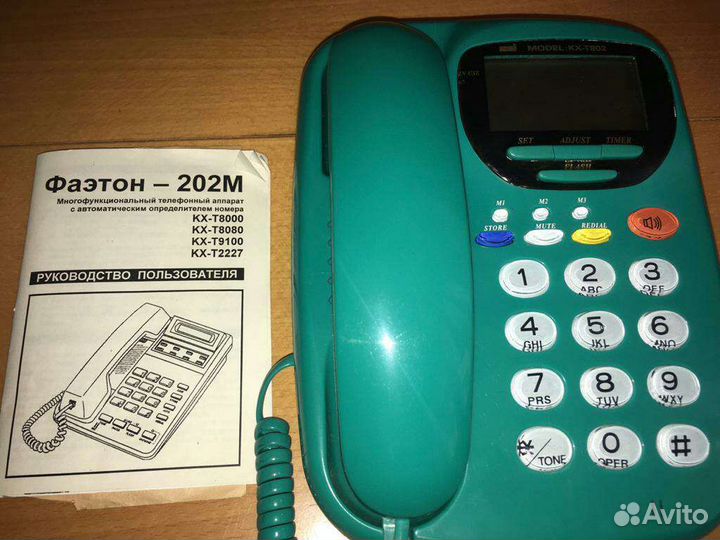 Фаэтон – 202М
Многофункциональный телефонный аппарат
с автоматическим определителем номера
KX-T8000
KX-T8080
KX-T9100
KX-T2227
РУКОВОДСТВО ПОЛЬЗОВАТЕЛЯ
MODEL:KX-T802
IN USE
SET ADJUST TIMER
FLASH
M1 M2 M3
STORE MUTE REDIAL
1 2 3
ABC DEF
4 5 6
GHI JKL MNO
7 8 9
PRS TUV WXY
* 0 #
TONE OPER
Avito